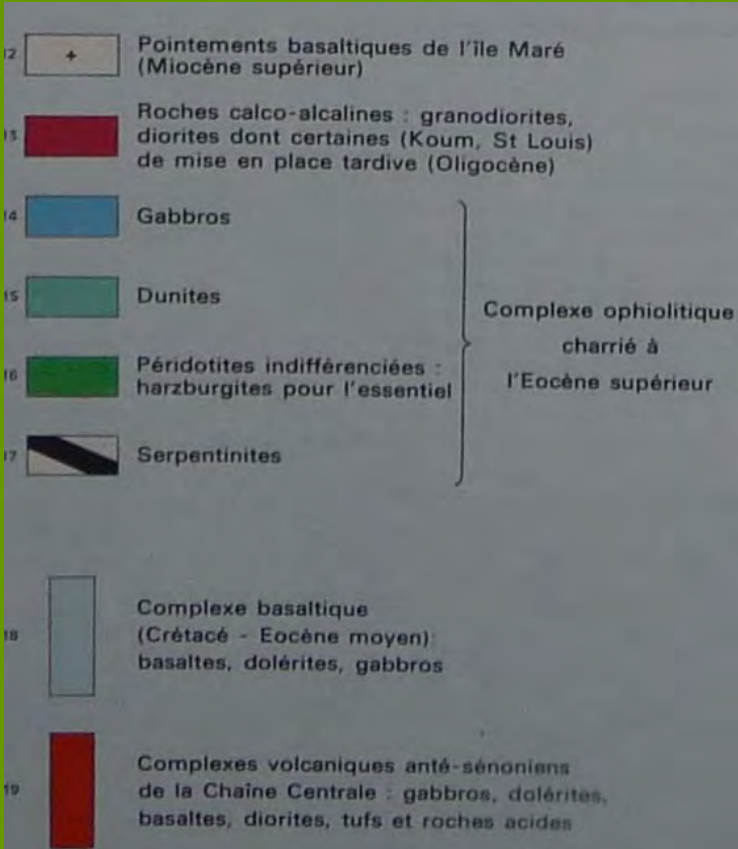 12 Pointements basaltiques de l'île Maré
(Miocène supérieur)
13 Roches calco-alcalines : granodiorites,
diorites dont certaines (Koum, St Louis)
de mise en place tardive (Oligocène)
14 Gabbros
15 Dunites
16 Péridotites indifférenciées :
harzburgites pour l'essentiel
17 Serpentinites
Complexe ophiolitique
charrié à
l'Eocène supérieur
18 Complexe basaltique
(Crétacé - Eocène moyen):
basaltes, dolérites, gabbros
19 Complexes volcaniques anté-sénoniens
de la Chaîne Centrale : gabbros, dolérites,
basaltes, diorites, tufs et roches acides